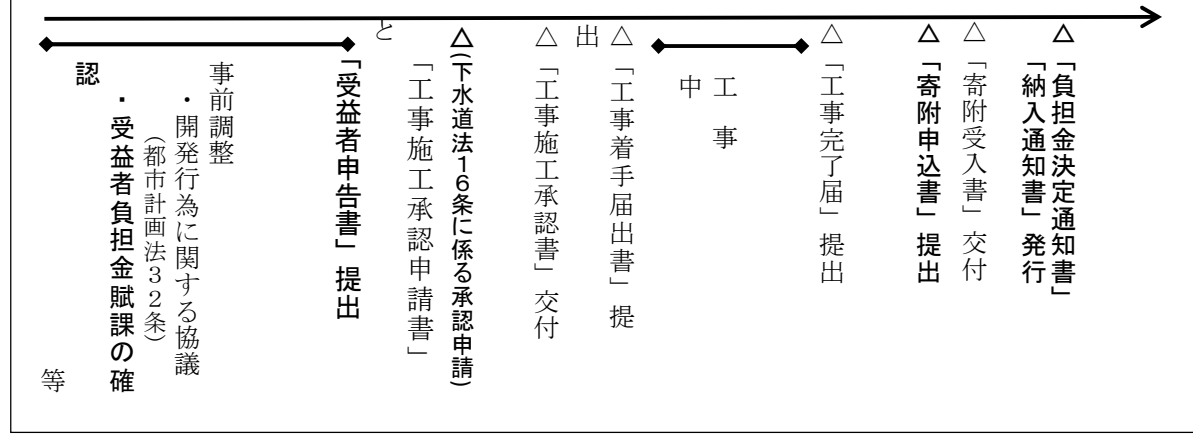 △「負担金決定通知書」
「納入通知書」発行
△「寄附受入書」交付
△「寄附申込書」提出
△「工事完了届」提出
工事
中
△「工事着手届出書」提
出
△「工事施工承認書」交付
△(下水道法16条に係る承認申請)
「工事施工承認申請書」
と
「受益者申告書」提出
事前調整
・開発行為に関する協議
(都市計画法32条)
・受益者負担金賦課の確
認
等